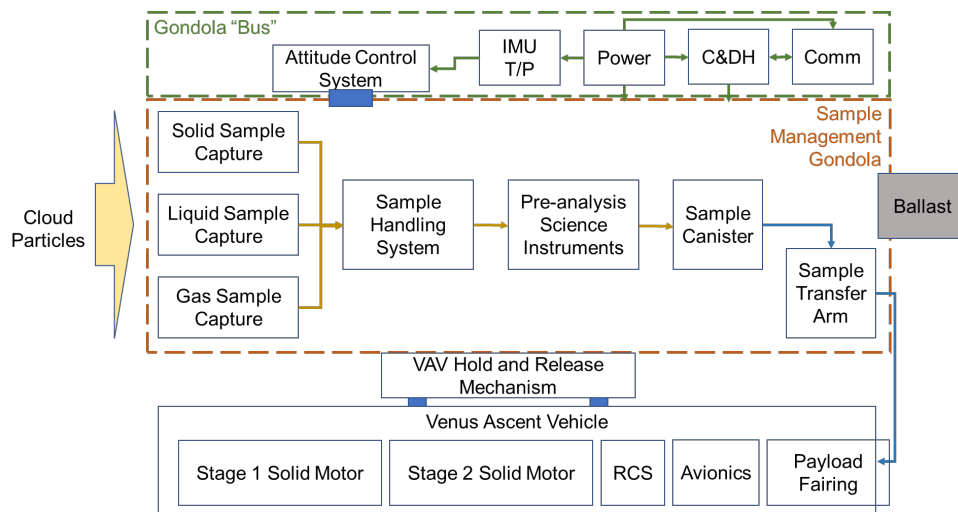 Gondola “Bus”
Attitude Control
System
IMU
T/P
Power
C&DH
Comm
Sample
Management
Gondola
Cloud
Particles
Solid Sample
Capture
Liquid Sample
Capture
Gas Sample
Capture
Sample
Handling
System
Pre-analysis
Science
Instruments
Sample
Canister
Sample
Transfer
Arm
Ballast
VAV Hold and Release
Mechanism
Venus Ascent Vehicle
Stage 1 Solid Motor
Stage 2 Solid Motor
RCS
Avionics
Payload
Fairing